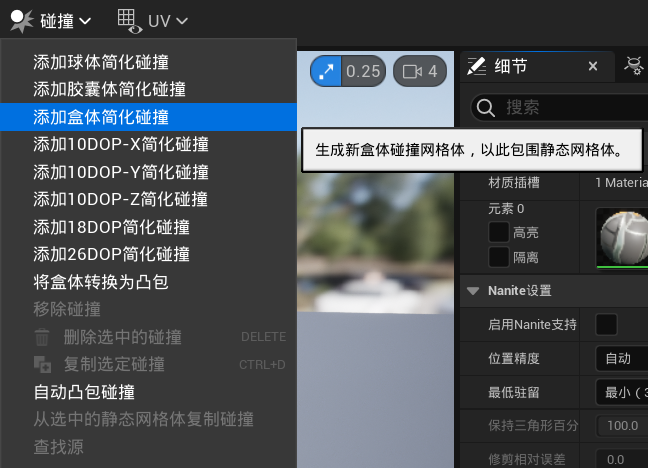 碰撞 UV
添加球体简化碰撞
添加胶囊体简化碰撞
添加盒体简化碰撞
添加10DOP-X简化碰撞
添加10DOP-Y简化碰撞
添加10DOP-Z简化碰撞
添加18DOP简化碰撞
添加26DOP简化碰撞
将盒体转换为凸包
移除碰撞
删除选中的碰撞 DELETE
复制选定碰撞 CTRL+D
自动凸包碰撞
从选中的静态网格体复制碰撞
查找源
0.25 4
生成新盒体碰撞网格体，以此包围静态网格体。
细节
搜索
材质插槽 1 Materia
元素 0
高亮
隔离
Nanite设置
启用Nanite支持
位置精度 自动
最低驻留 最小（3
保持三角形百分 100.0
修剪相对误差 0.0